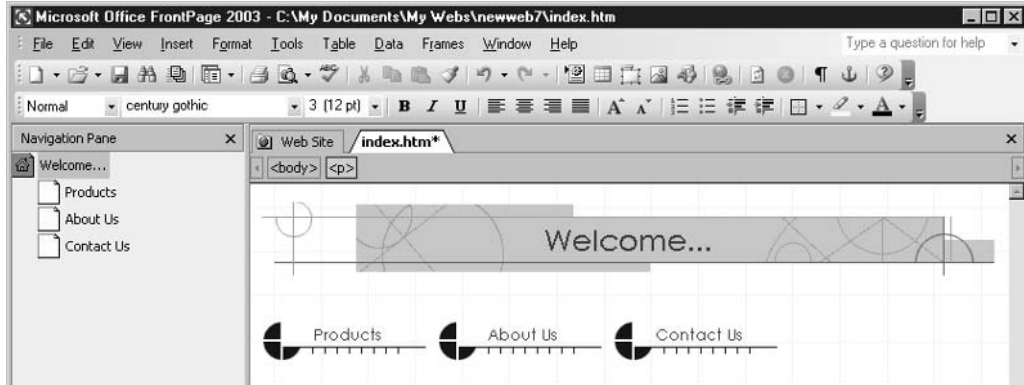 Microsoft Office FrontPage 2003 - C:\My Documents\My Webs\newweb7\index.htm
File Edit View Insert Format Tools Table Data Frames Window Help Type a question for help
Normal century gothic 3 (12 pt) B I U A A A
Navigation Pane
Web Site index.htm*
Welcome...
<body> <p>
Products
About Us
Contact Us
Welcome...
Products About Us Contact Us